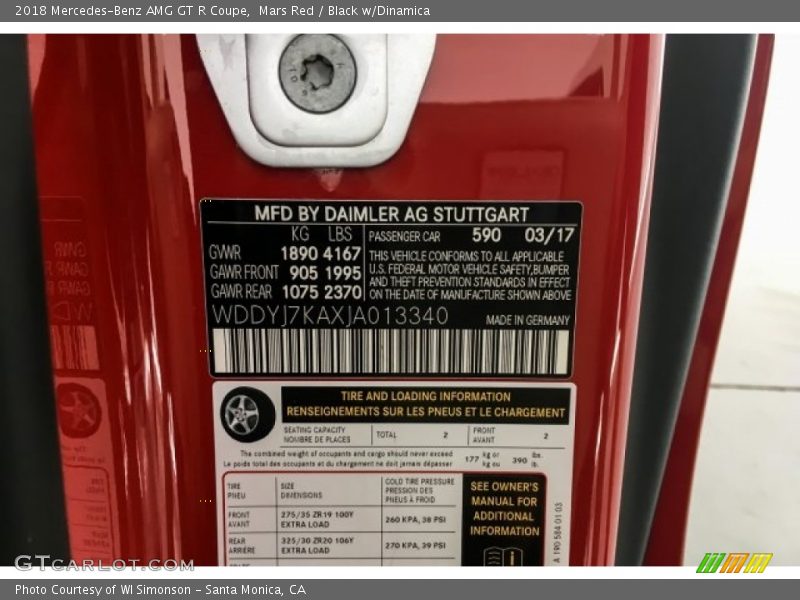 2018 Mercedes-Benz AMG GT R Coupe, Mars Red / Black w/Dinamica
MFD BY DAIMLER AG STUTTGART
KG LBS PASSENGER CAR 590 03/17
GVWR 1890 4167
GAWR FRONT 905 1995
GAWR REAR 1075 2370
THIS VEHICLE CONFORMS TO ALL APPLICABLE
U.S. FEDERAL MOTOR VEHICLE SAFETY, BUMPER
AND THEFT PREVENTION STANDARDS IN EFFECT
ON THE DATE OF MANUFACTURE SHOWN ABOVE
WDDYJ7KAXJA013340 MADE IN GERMANY
TIRE AND LOADING INFORMATION
RENSEIGNEMENTS SUR LES PNEUS ET LE CHARGEMENT
SEATING CAPACITY
NOMBRE DE PLACES
TOTAL 2
FRONT
AVANT
2
The combined weight of occupants and cargo should never exceed
Le poids total des occupants et du chargement ne doit jamais dépasser
177 kg or
kg ou
390 lbs.
lb.
TIRE
PNEU
SIZE
DIMENSIONS
COLD TIRE PRESSURE
PRESSION DES
PNEUS À FROID
FRONT
AVANT
275/35 ZR19 100Y
EXTRA LOAD
260 KPA, 38 PSI
REAR
ARRIÈRE
325/30 ZR20 106Y
EXTRA LOAD
270 KPA, 39 PSI
SEE OWNER'S
MANUAL FOR
ADDITIONAL
INFORMATION
A 190 584 01 03
GTCARLOT.COM
Photo Courtesy of WI Simonson - Santa Monica, CA